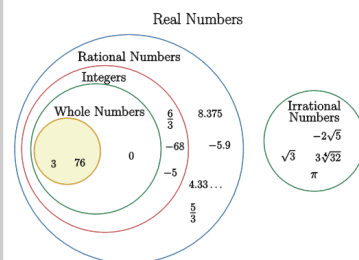 Real Numbers
Rational Numbers
Integers
Whole Numbers
3 76 0
6/3
8.375
-68
-5.9
-5
4.33...
5/3
Irrational
Numbers
-2√5
√3 3∜32
π